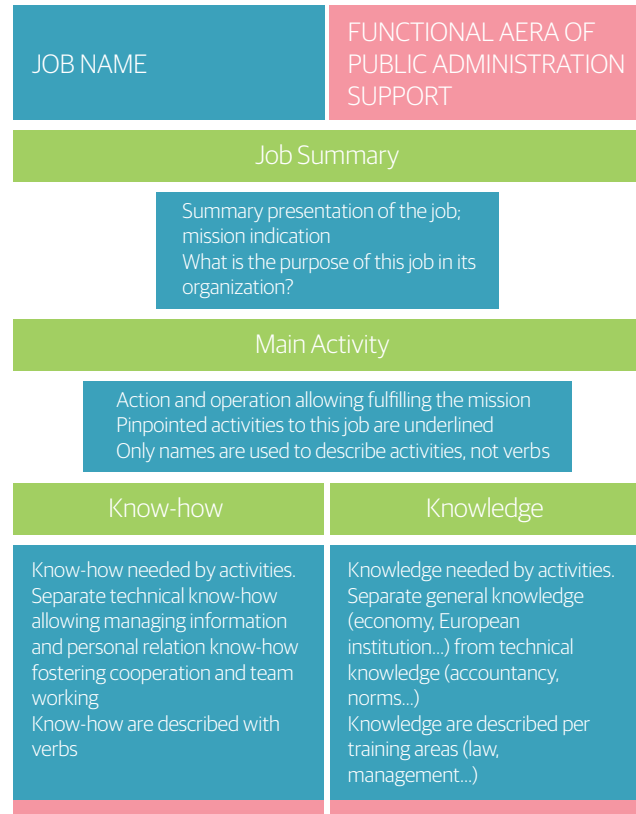 JOB NAME
FUNCTIONAL AERA OF
PUBLIC ADMINISTRATION
SUPPORT
Job Summary
Summary presentation of the job;
mission indication
What is the purpose of this job in its
organization?
Main Activity
Action and operation allowing fulfilling the mission
Pinpointed activities to this job are underlined
Only names are used to describe activities, not verbs
Know-how
Know-how needed by activities.
Separate technical know-how
allowing managing information
and personal relation know-how
fostering cooperation and team
working
Know-how are described with
verbs
Knowledge
Knowledge needed by activities.
Separate general knowledge
(economy, European
institution...) from technical
knowledge (accountancy,
norms...)
Knowledge are described per
training areas (law,
management...)